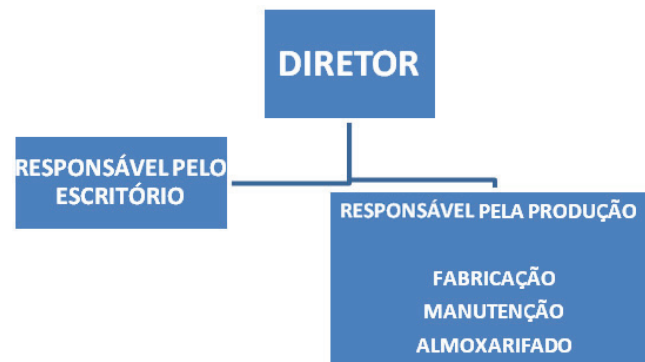 DIRETOR
RESPONSÁVEL PELO
ESCRITÓRIO
RESPONSÁVEL PELA PRODUÇÃO
FABRICAÇÃO
MANUTENÇÃO
ALMOXARIFADO